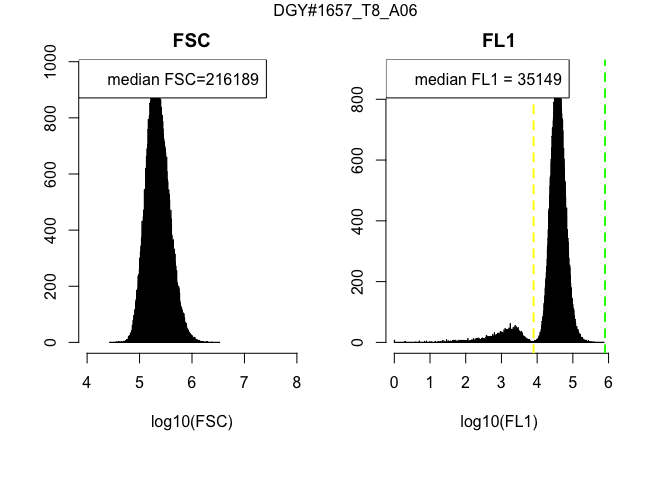 DGY#1657_T8_A06
FSC
median FSC=216189
0 200 400 600 800 1000
4 5 6 7 8
log10(FSC)
FL1
median FL1 = 35149
0 200 400 600 800
0 1 2 3 4 5 6
log10(FL1)